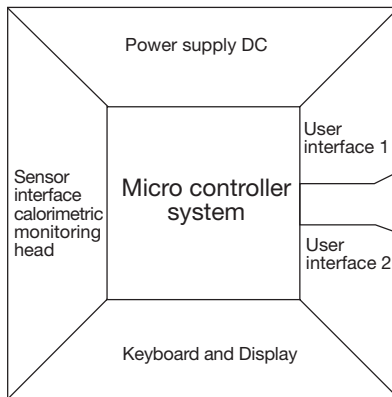 Power supply DC
User
interface 1
Sensor
interface
calorimetric
monitoring
head
Micro controller
system
User
interface 2
Keyboard and Display